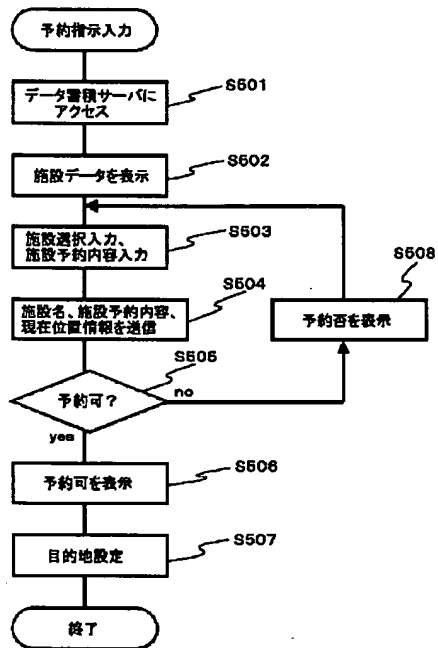 予約指示入力
データ蓄積サーバに
アクセス
S501
施設データを表示
S502
施設選択入力、
施設予約内容入力
S503
施設名、施設予約内容、
現在位置情報を送信
S504
予約否を表示
S508
予約可?
S505
no
yes
予約可を表示
S506
目的地設定
S507
終了